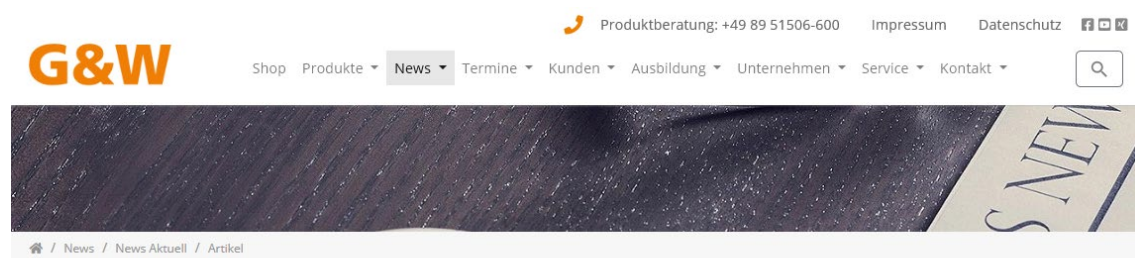 Produktberatung: +49 89 51506-600 Impressum Datenschutz
G&W
Shop Produkte News Termine Kunden Ausbildung Unternehmen Service Kontakt
S NEW
/ News / News Aktuell / Artikel